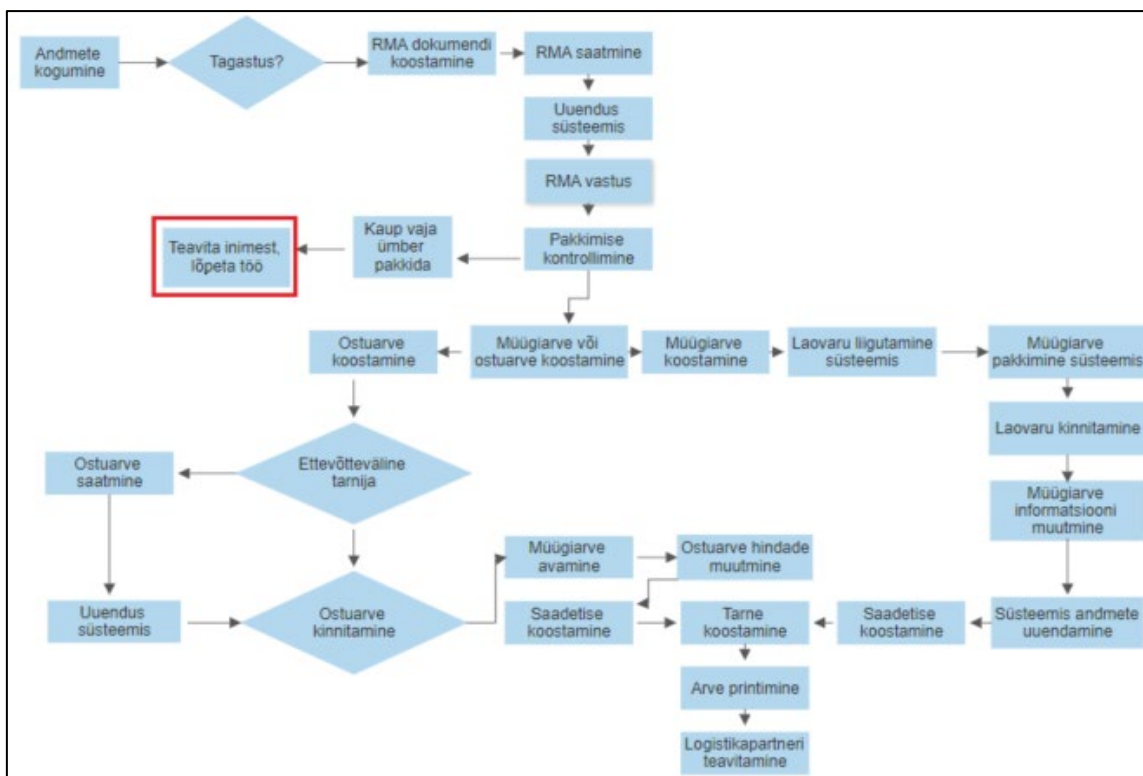 Andmete
kogumine
Tagastus?
RMA dokumendi
koostamine
RMA saatmine
Uuendus
süsteemis
RMA vastus
Pakkimise
kontrollimine
Kaup vaja
ümber
pakkida
Teavita inimest,
lõpeta töö
Ostuarve
koostamine
Müügiarve või
ostuarve koostamine
Müügiarve
koostamine
Laovaru liigutamine
süsteemis
Müügiarve
pakkimine süsteemis
Laovaru kinnitamine
Müügiarve
informatsiooni
muutmine
Ettevõtteväline
tarnija
Ostuarve
saatmine
Uuendus
süsteemis
Ostuarve
kinnitamine
Müügiarve
avamine
Ostuarve hindade
muutmine
Saadetise
koostamine
Tarne
koostamine
Saadetise
koostamine
Süsteemis andmete
uuendamine
Arve printimine
Logistikapartneri
teavitamine